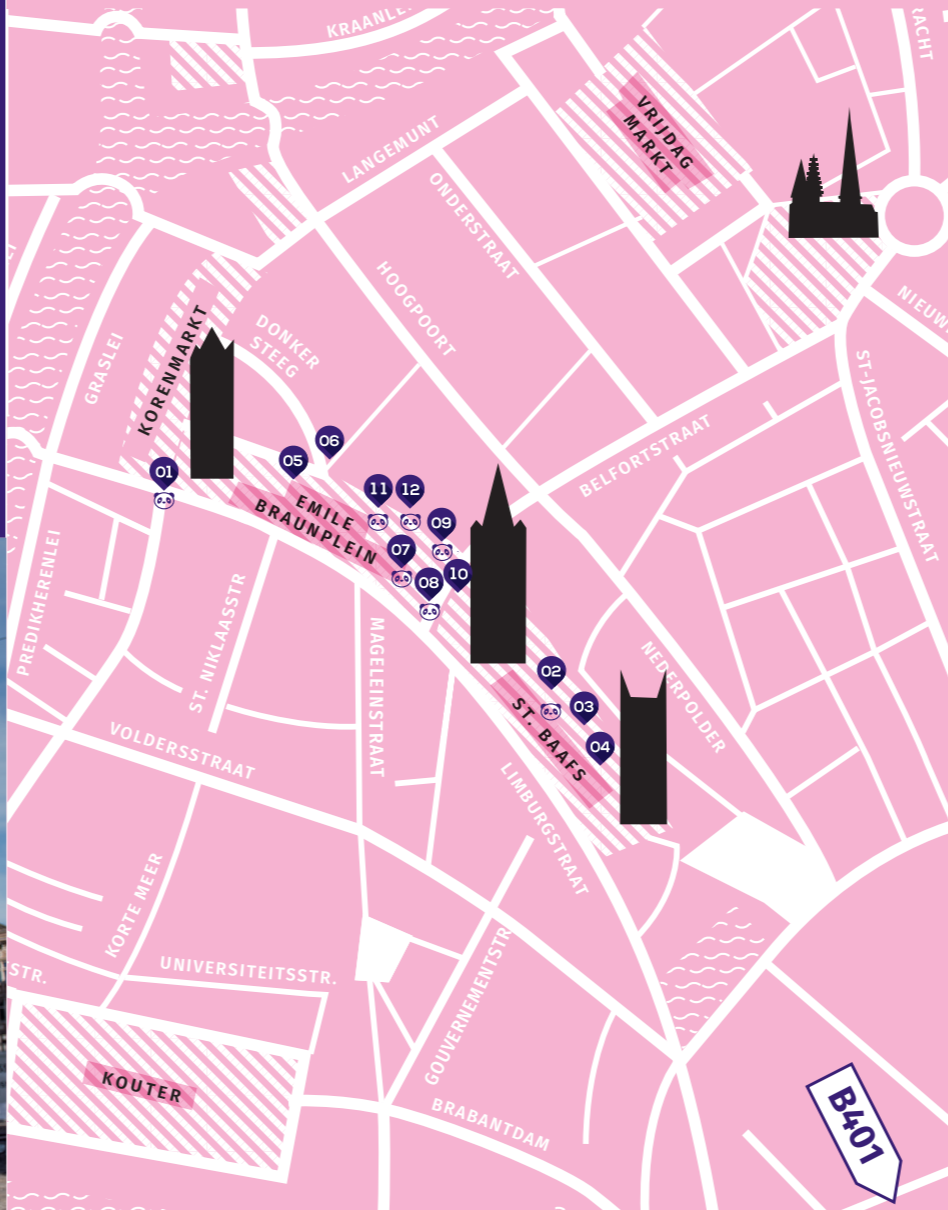 KRAANLEI
ACHT
VRIJDAG
MARKT
LANGEMUNT
ONDERSTRAAT
HOOGPOORT
NIEUW
DONKER
STEEG
KORENMARKT
GRASLEI
ST-JACOBSNIEUWSTRAAT
BELFORTSTRAAT
06
05
01
11
12
EMILE
BRAUNPLEIN
09
07
10
08
PREDIKHERENLEI
ST. NIKLAASSTR
MAGELEINSTRAAT
02
NEDERPOLDER
03
ST. BAAFS
04
VOLDERSSTRAAT
LIMBURGSTRAAT
KORTE MEER
UNIVERSITEITSSTR.
STR.
GOUVERNEMENTSTR
KOUTER
BRABANTDAM
B401